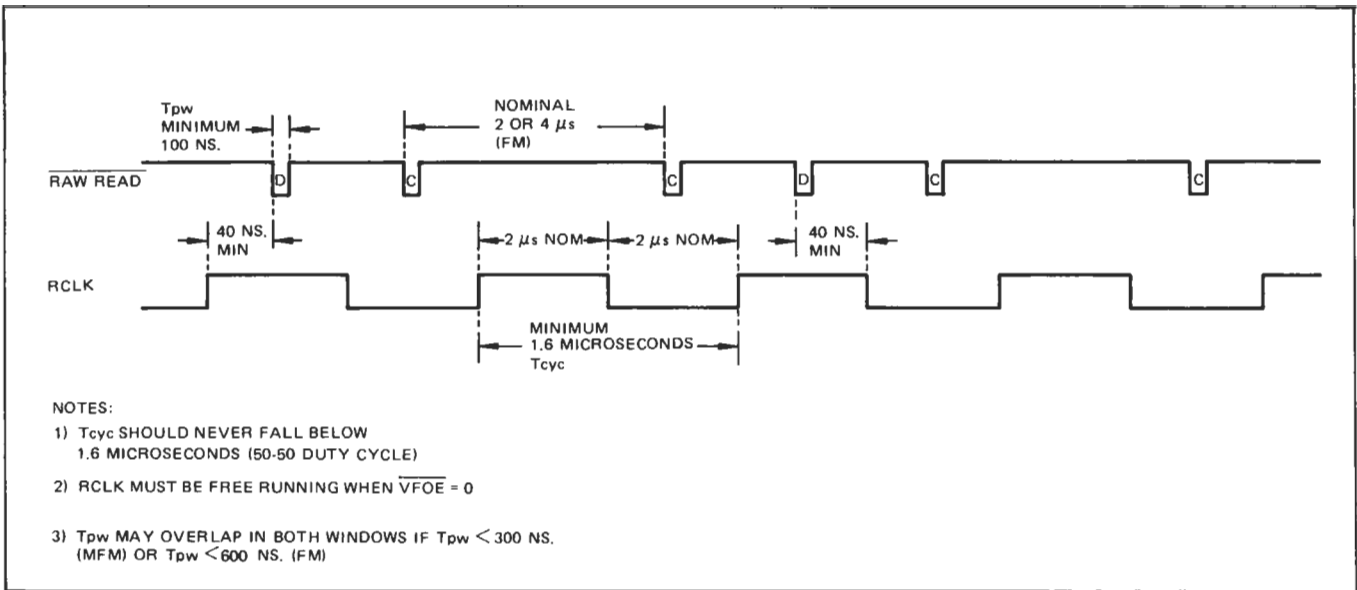 Tpw
MINIMUM
100 NS.
NOMINAL
2 OR 4 µs
(FM)
RAW READ
D
C
C
D
C
C
40 NS.
MIN
2 µs NOM
2 µs NOM
40 NS.
MIN
RCLK
MINIMUM
1.6 MICROSECONDS
Tcyc
NOTES:
1) Tcyc SHOULD NEVER FALL BELOW
1.6 MICROSECONDS (50-50 DUTY CYCLE)
2) RCLK MUST BE FREE RUNNING WHEN VFOE = 0
3) Tpw MAY OVERLAP IN BOTH WINDOWS IF Tpw < 300 NS.
(MFM) OR Tpw < 600 NS. (FM)